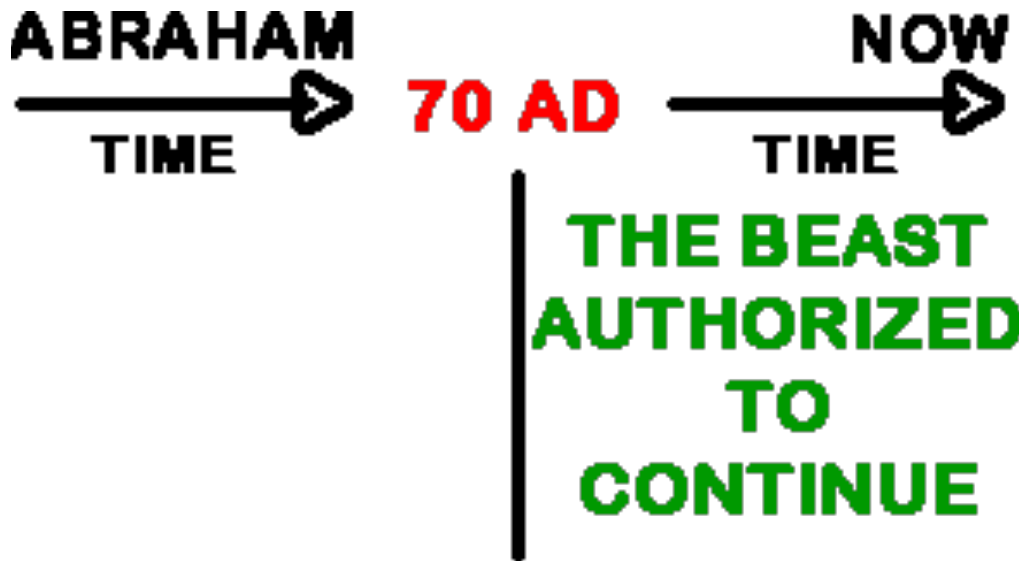 ABRAHAM
NOW
70 AD
TIME
TIME
THE BEAST
AUTHORIZED
TO
CONTINUE